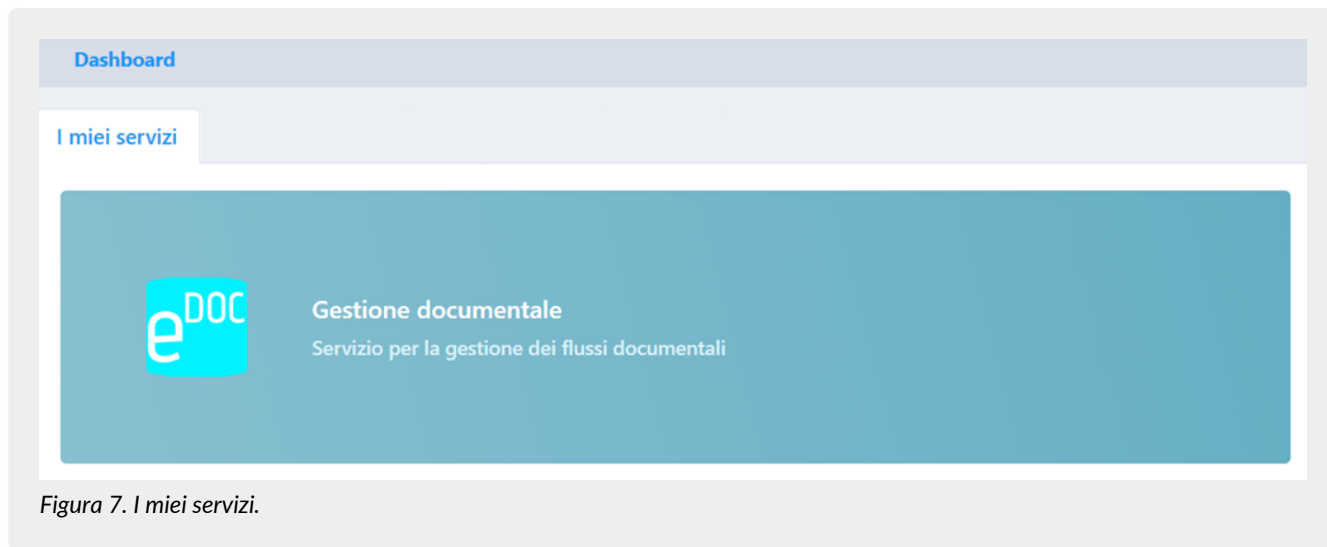 Dashboard
I miei servizi
eDOC
Gestione documentale
Servizio per la gestione dei flussi documentali
Figura 7. I miei servizi.